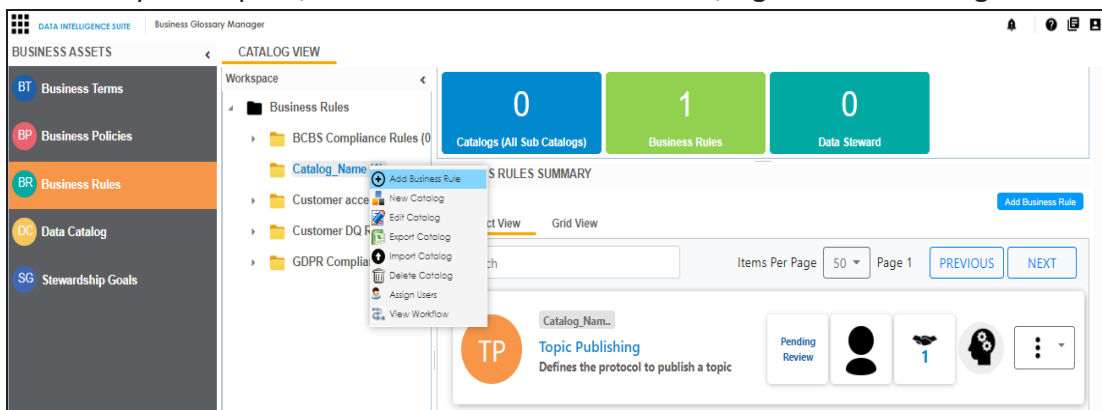 DATA INTELLIGENCE SUITE Business Glossary Manager
BUSINESS ASSETS
BT Business Terms
BP Business Policies
BR Business Rules
DC Data Catalog
SG Stewardship Goals
CATALOG VIEW
Workspace
Business Rules
BCBS Compliance Rules (0
Catalog_Name
Customer acce
Customer DQ R
GDPR Complia
Add Business Rule
New Catalog
Edit Catalog
Export Catalog
Import Catalog
Delete Catalog
Assign Users
View Workflow
0
Catalogs (All Sub Catalogs)
1
Business Rules
0
Data Steward
S RULES SUMMARY
Add Business Rule
ct View Grid View
ch
Items Per Page 50 Page 1 PREVIOUS NEXT
TP
Catalog_Nam..
Topic Publishing
Defines the protocol to publish a topic
Pending
Review
1